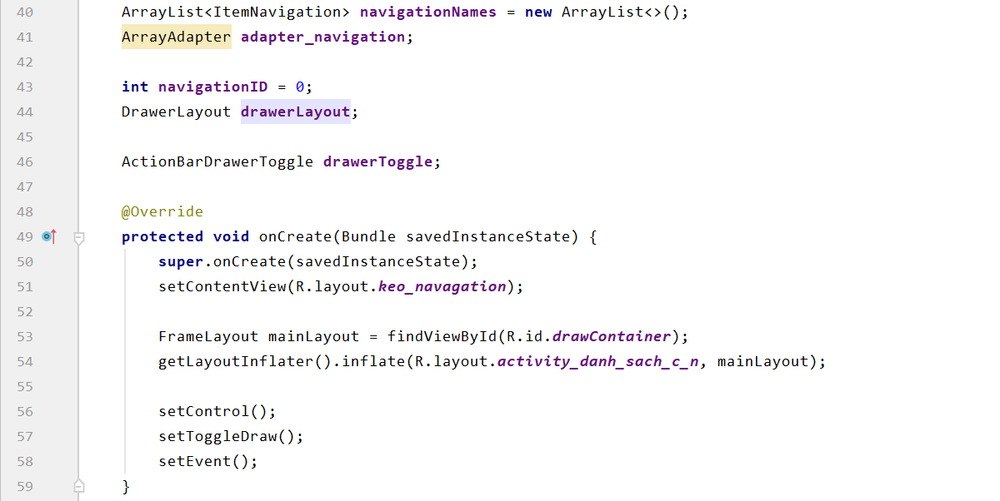 40 ArrayList<ItemNavigation> navigationNames = new ArrayList<>();
41 ArrayAdapter adapter_navigation;
42
43 int navigationID = 0;
44 DrawerLayout drawerLayout;
45
46 ActionBarDrawerToggle drawerToggle;
47
48 @Override
49 protected void onCreate(Bundle savedInstanceState) {
50 super.onCreate(savedInstanceState);
51 setContentView(R.layout.keo_navagation);
52
53 FrameLayout mainLayout = findViewById(R.id.drawContainer);
54 getLayoutInflater().inflate(R.layout.activity_danh_sach_c_n, mainLayout);
55
56 setControl();
57 setToggleDraw();
58 setEvent();
59 }